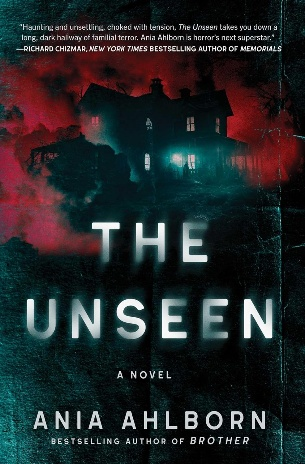 "Haunting and unsettling, choked with tension, The Unseen takes you down a
long, dark hallway of familial terror. Ania Ahlborn is horror's next superstar."
—RICHARD CHIZMAR, NEW YORK TIMES BESTSELLING AUTHOR OF MEMORIALS
THE
UNSEEN
A NOVEL
ANIA AHLBORN
BESTSELLING AUTHOR OF BROTHER